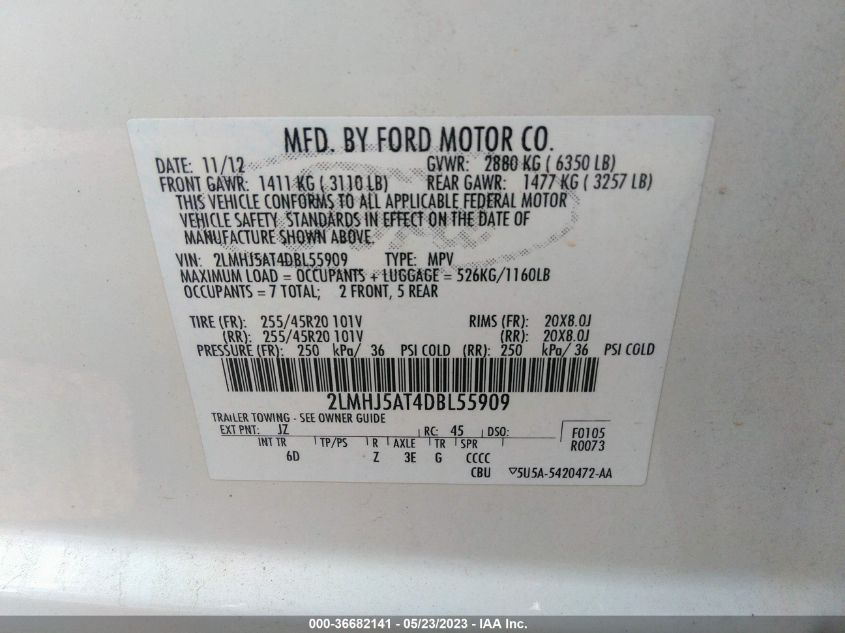 MFD. BY FORD MOTOR CO.
DATE: 11/12 GVWR: 2880 KG ( 6350 LB)
FRONT GAWR: 1411 KG ( 3110 LB) REAR GAWR: 1477 KG ( 3257 LB)
THIS VEHICLE CONFORMS TO ALL APPLICABLE FEDERAL MOTOR
VEHICLE SAFETY STANDARDS IN EFFECT ON THE DATE OF
MANUFACTURE SHOWN ABOVE.
VIN: 2LMHJ5AT4DBL55909 TYPE: MPV
MAXIMUM LOAD = OCCUPANTS + LUGGAGE = 526KG/1160LB
OCCUPANTS = 7 TOTAL; 2 FRONT, 5 REAR
TIRE (FR): 255/45R20 101V RIMS (FR): 20X8.0J
(RR): 255/45R20 101V (RR): 20X8.0J
PRESSURE (FR): 250 kPa/ 36 PSI COLD (RR): 250 kPa/ 36 PSI COLD
2LMHJ5AT4DBL55909
TRAILER TOWING - SEE OWNER GUIDE
EXT PNT: JZ RC: 45 DSO: F0105
INT TR TP/PS R AXLE TR SPR R0073
6D Z 3E G CCCC
CBU 5U5A-5420472-AA
000-36682141 - 05/23/2023 - IAA Inc.